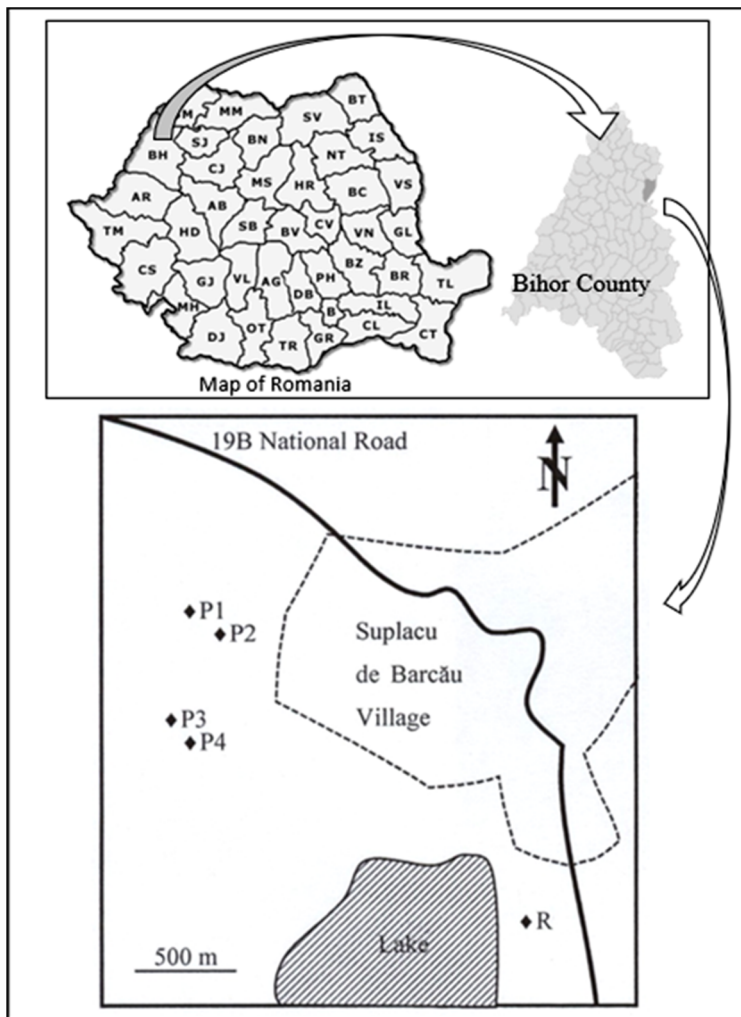 BT
MM
SV
SJ
BN
IS
BH
CJ
NT
MS
HR
BC
VS
AR
AB
TM
HD
SB
BV
CV
VN
GL
CS
BZ
GJ
VL
AG
PH
BR
TL
DB
MH
B
IL
OT
CL
DJ
TR
GR
CT
Map of Romania
Bihor County
19B National Road
N
P1
P2
Suplacu
de Barcău
Village
P3
P4
R
Lake
500 m